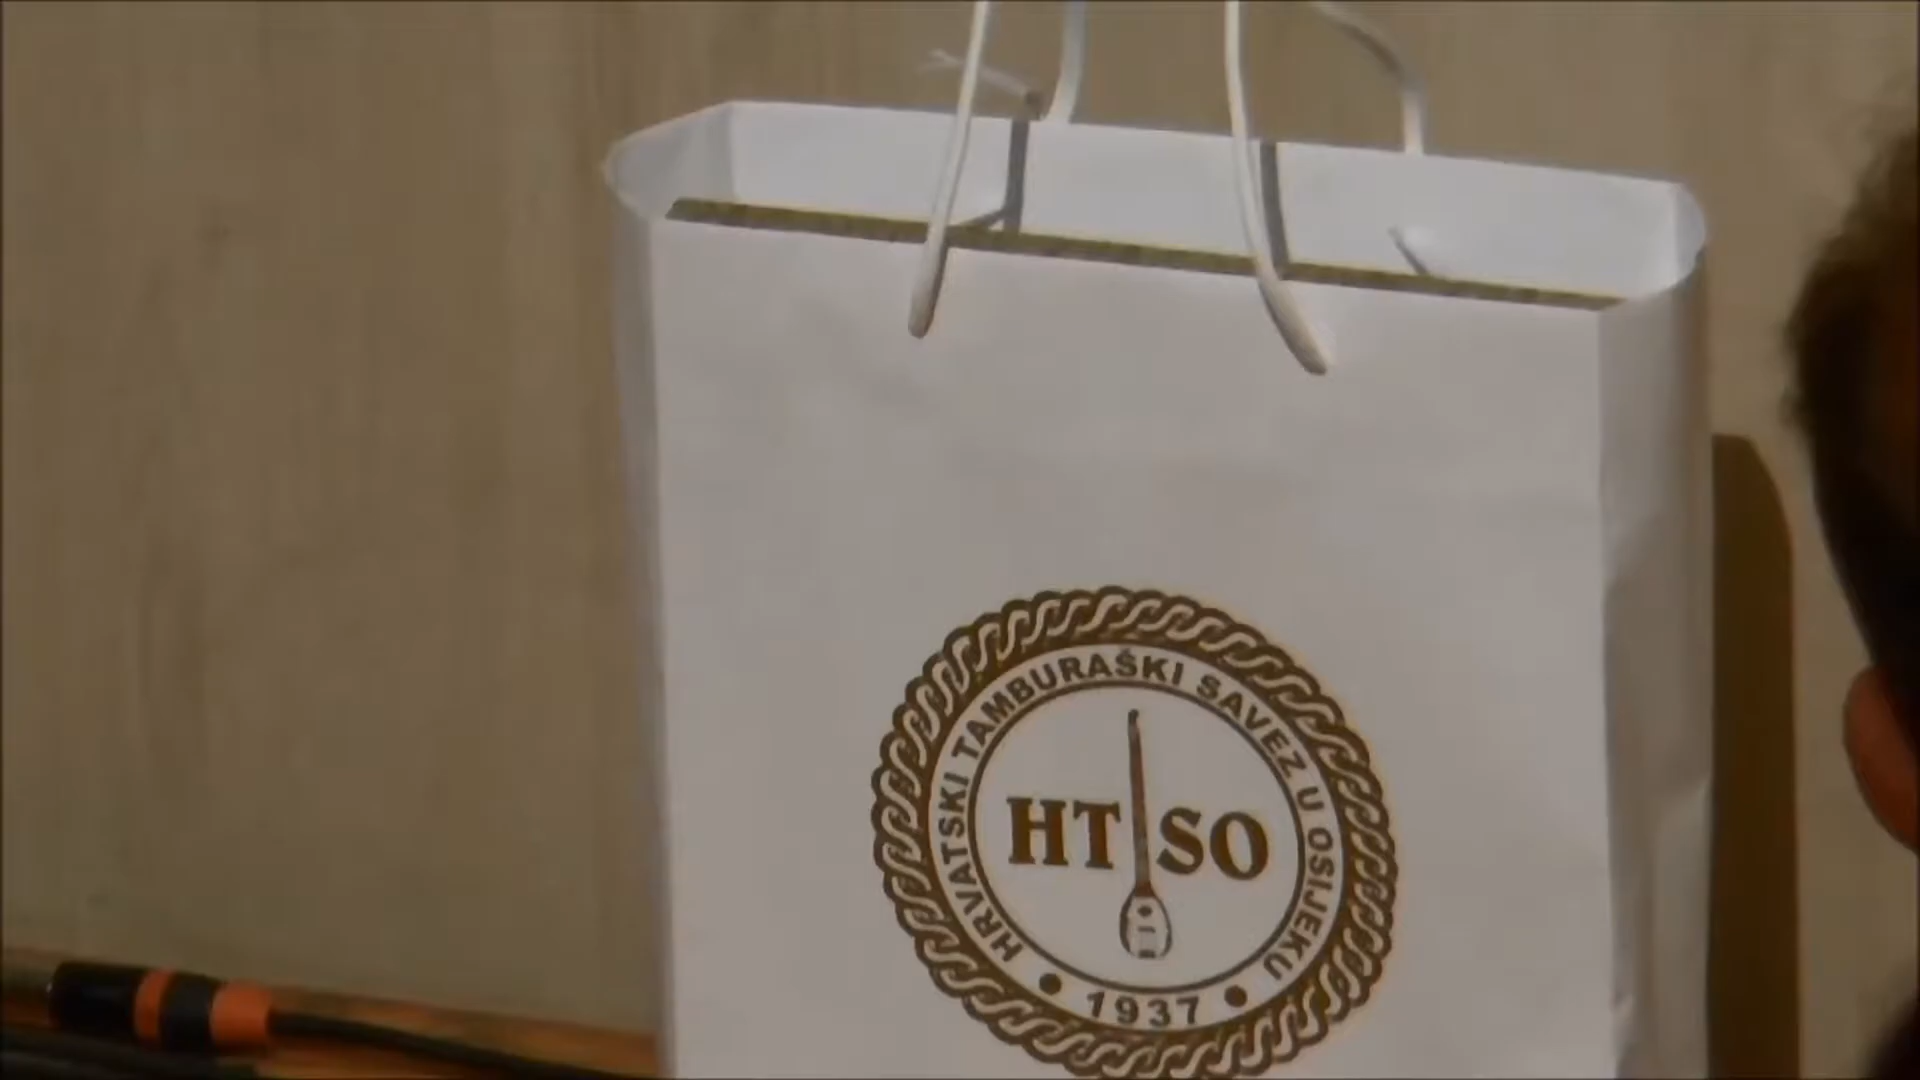 HRVATSKI TAMBURAŠKI SAVEZ U OSIJEKU
HT SO
• 1937 •